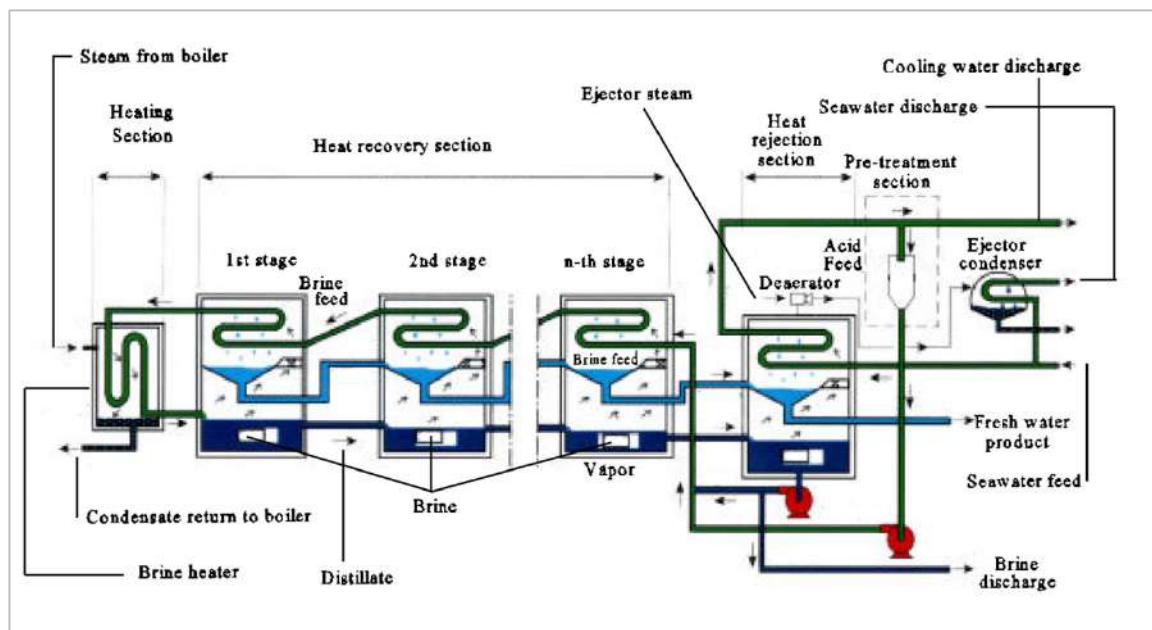 Steam from boiler
Cooling water discharge
Heating
Section
Ejector steam
Seawater discharge
Heat
rejection
section
Heat recovery section
Pre-treatment
section
1st stage
2nd stage
n-th stage
Acid
Feed
Ejector
condenser
Brine
feed
Deaerator
Brine feed
Fresh water
product
Vapor
Seawater feed
Brine
Condensate return to boiler
Brine heater
Distillate
Brine
discharge